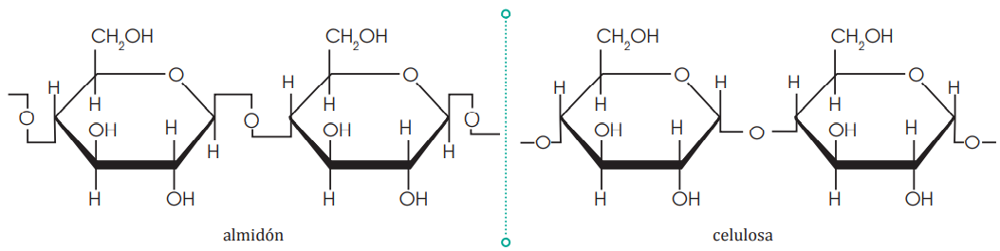 CH₂OH CH₂OH CH₂OH CH₂OH
O O O O
H H H H
H H H H
O OH H O OH H O OH H OH H
H H O O O
H OH H OH H OH H OH
almidón celulosa